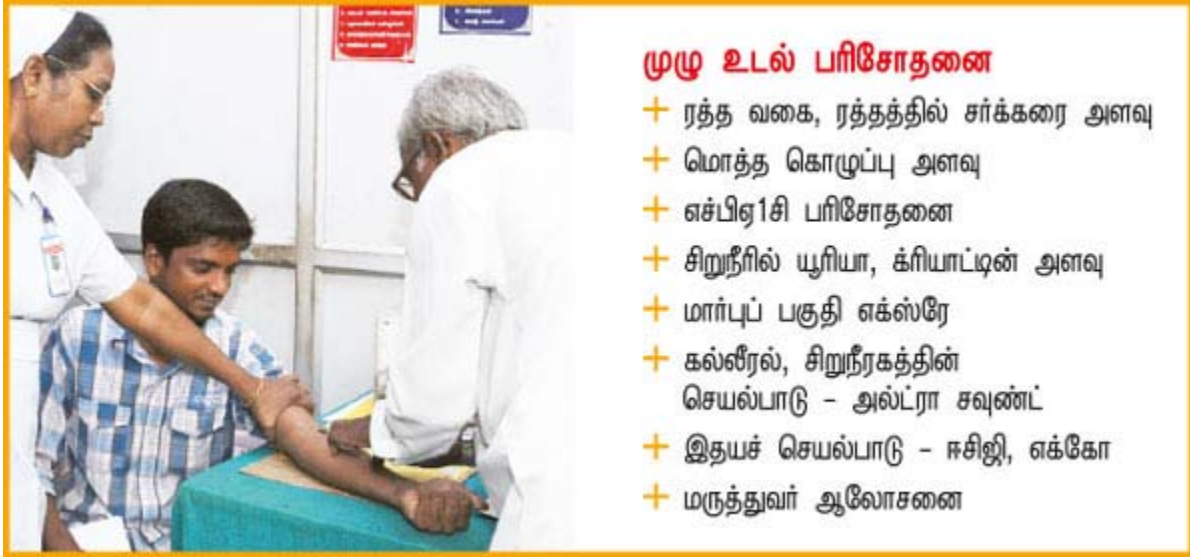 முழு உடல் பரிசோதனை
+ ரத்த வகை, ரத்தத்தில் சர்க்கரை அளவு
+ மொத்த கொழுப்பு அளவு
+ எச்பிஏ1சி பரிசோதனை
+ சிறுநீரில் யூரியா, க்ரியாட்டின் அளவு
+ மார்புப் பகுதி எக்ஸ்ரே
+ கல்லீரல், சிறுநீரகத்தின்
செயல்பாடு – அல்ட்ரா சவுண்ட்
+ இதயச் செயல்பாடு – ஈசிஜி, எக்கோ
+ மருத்துவர் ஆலோசனை